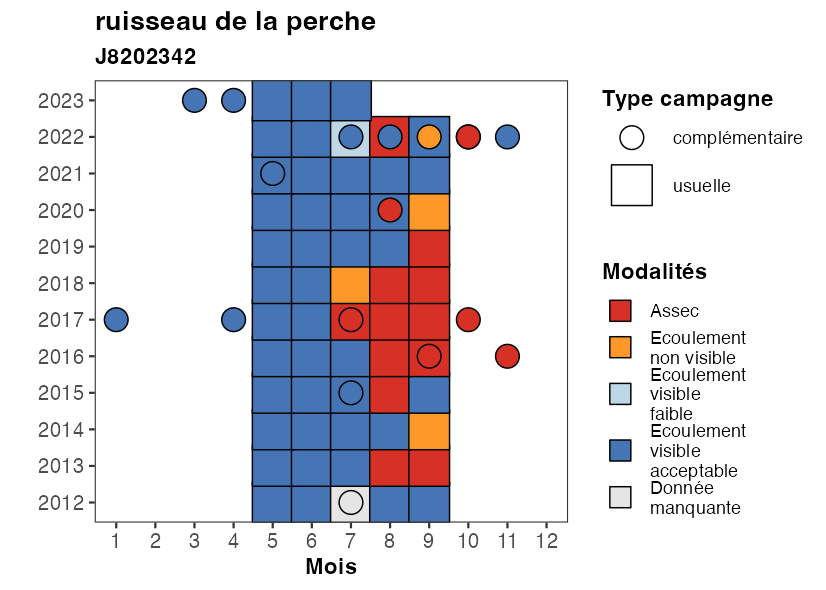 ruisseau de la perche
J8202342
2023
2022
2021
2020
2019
2018
2017
2016
2015
2014
2013
2012
1 2 3 4 5 6 7 8 9 10 11 12
Mois
Type campagne
complémentaire
usuelle
Modalités
Assec
Ecoulement
non visible
Ecoulement
visible
faible
Ecoulement
visible
acceptable
Donnée
manquante